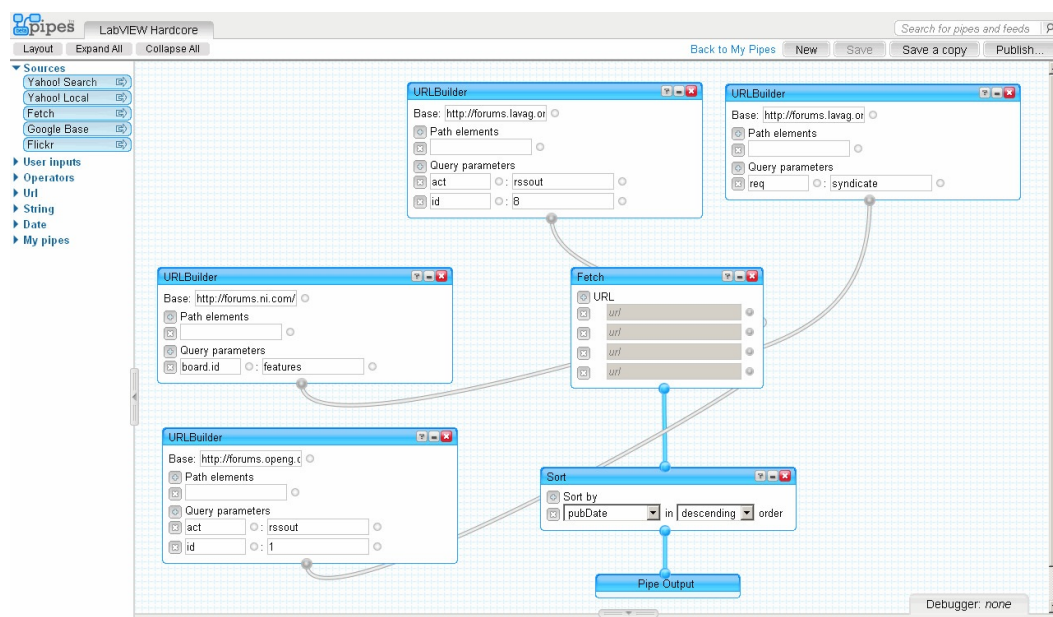 pipes
LabVIEW Hardcore
Search for pipes and feeds
Layout Expand All Collapse All
Back to My Pipes New Save Save a copy Publish...
Sources
Yahoo! Search
Yahoo! Local
Fetch
Google Base
Flickr
User inputs
Operators
Url
String
Date
My pipes
URLBuilder
Base: http://forums.lavag.or
Path elements
Query parameters
act : rssout
id : 8
URLBuilder
Base: http://forums.lavag.or
Path elements
Query parameters
req : syndicate
URLBuilder
Base: http://forums.ni.com/
Path elements
Query parameters
board.id : features
Fetch
URL
url
url
url
url
URLBuilder
Base: http://forums.openg.c
Path elements
Query parameters
act : rssout
id : 1
Sort
Sort by
pubDate in descending order
Pipe Output
Debugger: none